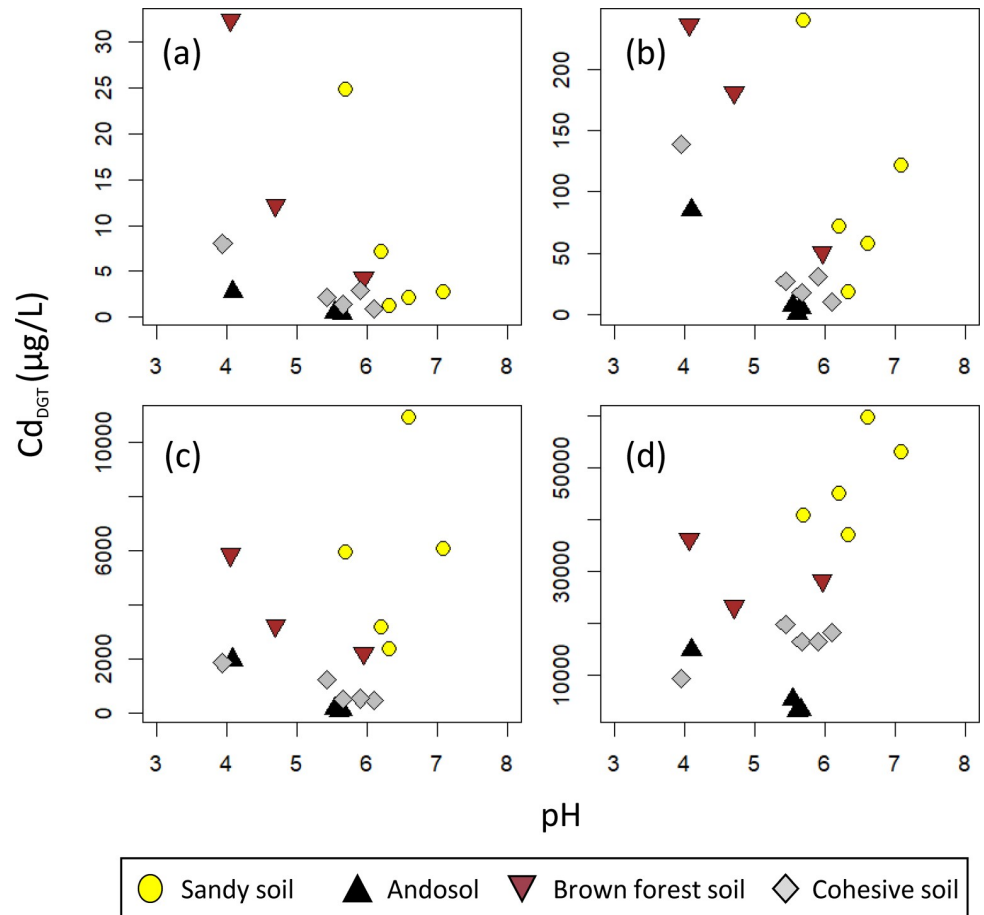 (a)
30
25
20
15
10
5
0
3 4 5 6 7 8
(b)
200
150
100
50
0
3 4 5 6 7 8
Cd_DGT (µg/L)
(c)
10000
6000
2000
0
3 4 5 6 7 8
(d)
50000
30000
10000
3 4 5 6 7 8
pH
Sandy soil Andosol Brown forest soil Cohesive soil